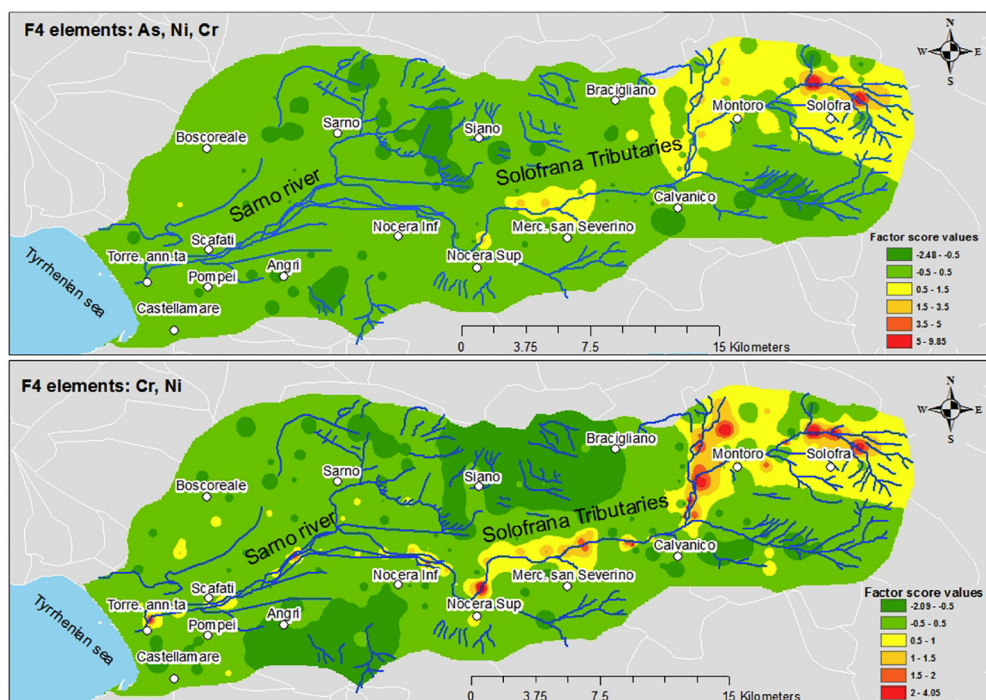 F4 elements: As, Ni, Cr
N
W E
S
Bracigliano
Montoro
Solofra
Sarno
Siano
Boscoreale
Solofrana Tributaries
Sarno river
Calvanico
Scafati
Nocera Inf
Merc. san Severino
Tyrrhenian sea
Torre. ann.ta
Nocera Sup
Pompei
Angri
Castellamare
Factor score values
-2.48 - -0.5
-0.5 - 0.5
0.5 - 1.5
1.5 - 3.5
3.5 - 5
5 - 9.85
0 3.75 7.5 15 Kilometers
F4 elements: Cr, Ni
N
W E
S
Bracigliano
Montoro
Solofra
Sarno
Siano
Boscoreale
Solofrana Tributaries
Sarno river
Calvanico
Scafati
Nocera Inf
Merc. san Severino
Tyrrhenian sea
Torre. ann.ta
Nocera Sup
Pompei
Angri
Castellamare
Factor score values
-2.09 - -0.5
-0.5 - 0.5
0.5 - 1
1 - 1.5
1.5 - 2
2 - 4.05
0 3.75 7.5 15 Kilometers